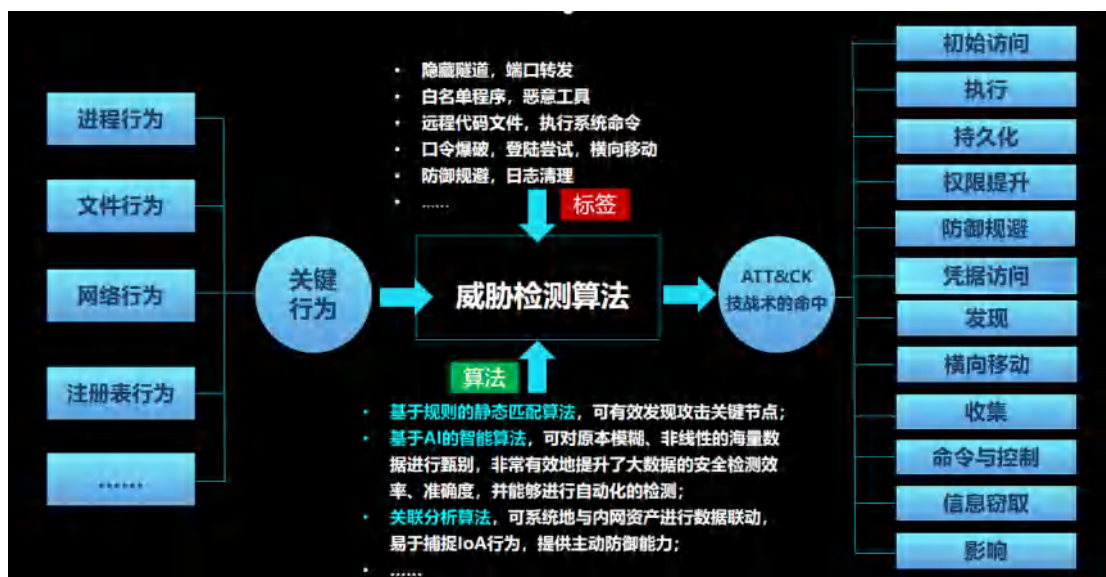 进程行为
文件行为
网络行为
注册表行为
......
关键
行为
• 隐藏隧道，端口转发
• 白名单程序，恶意工具
• 远程代码文件，执行系统命令
• 口令爆破，登陆尝试，横向移动
• 防御规避，日志清理
• ......
标签
威胁检测算法
算法
• 基于规则的静态匹配算法，可有效发现攻击关键节点；
• 基于AI的智能算法，可对原本模糊、非线性的海量数
据进行甄别，非常有效地提升了大数据的安全检测效
率、准确度，并能够进行自动化的检测；
• 关联分析算法，可系统地与内网资产进行数据联动，
易于捕捉IoA行为，提供主动防御能力；
• ......
ATT&CK
技战术的命中
初始访问
执行
持久化
权限提升
防御规避
凭据访问
发现
横向移动
收集
命令与控制
信息窃取
影响